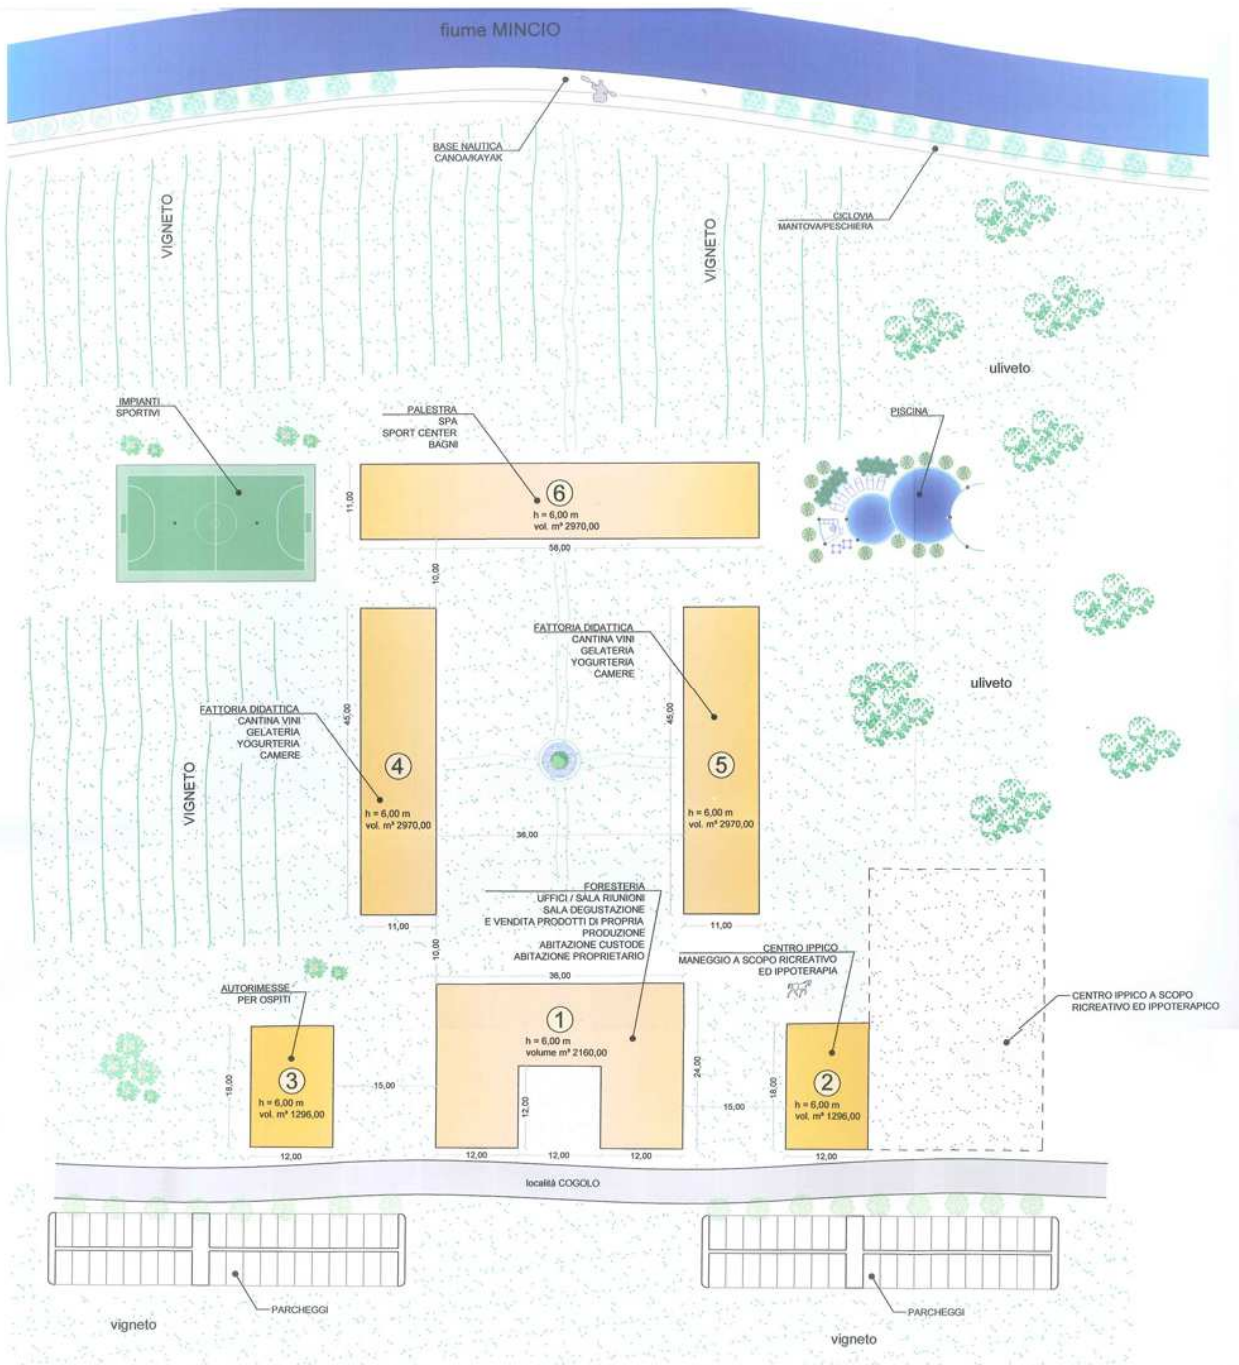 fiume MINCIO
BASE NAUTICA
CANOA/KAYAK
VIGNETO
VIGNETO
CICLOVIA
MANTOVA/PESCHIERA
uliveto
IMPIANTI
SPORTIVI
PALESTRA
SPA
SPORT CENTER
BAGNI
PISCINA
11,00
6
h = 6,00 m
vol. m³ 2970,00
58,00
10,00
FATTORIA DIDATTICA
CANTINA VINI
GELATERIA
YOGURTERIA
CAMERE
uliveto
FATTORIA DIDATTICA
CANTINA VINI
GELATERIA
YOGURTERIA
CAMERE
45,00
45,00
VIGNETO
4
h = 6,00 m
vol. m³ 2970,00
5
h = 6,00 m
vol. m³ 2970,00
36,00
11,00
11,00
10,00
FORESTERIA
UFFICI / SALA RIUNIONI
SALA DEGUSTAZIONE
E VENDITA PRODOTTI DI PROPRIA
PRODUZIONE
ABITAZIONE CUSTODE
ABITAZIONE PROPRIETARIO
36,00
CENTRO IPPICO
MANEGGIO A SCOPO RICREATIVO
ED IPPOTERAPIA
AUTORIMESSE
PER OSPITI
CENTRO IPPICO A SCOPO
RICREATIVO ED IPPOTERAPICO
1
h = 6,00 m
volume m³ 2160,00
18,00
3
h = 6,00 m
vol. m³ 1296,00
15,00
12,00
24,00
15,00
18,00
2
h = 6,00 m
vol. m³ 1296,00
12,00
12,00
12,00
12,00
12,00
località COGOLO
PARCHEGGI
PARCHEGGI
vigneto
vigneto